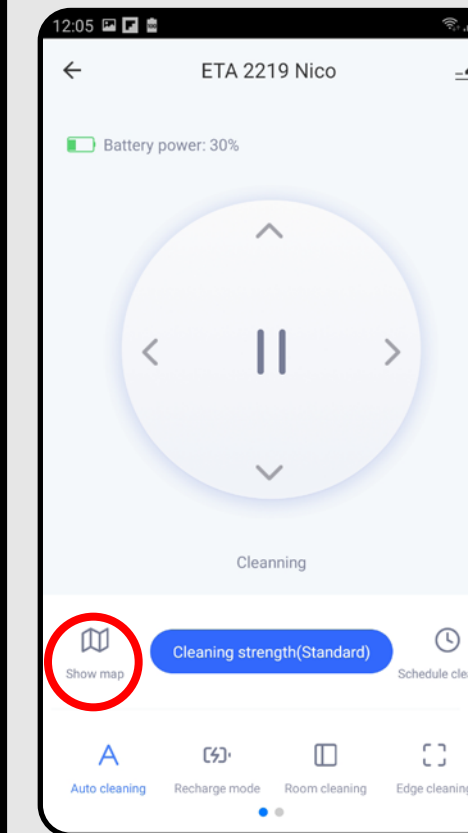 12:05
ETA 2219 Nico
Battery power: 30%
Cleanning
Show map
Cleaning strength(Standard)
Schedule clea
A
Auto cleaning
Recharge mode
Room cleaning
Edge cleaning